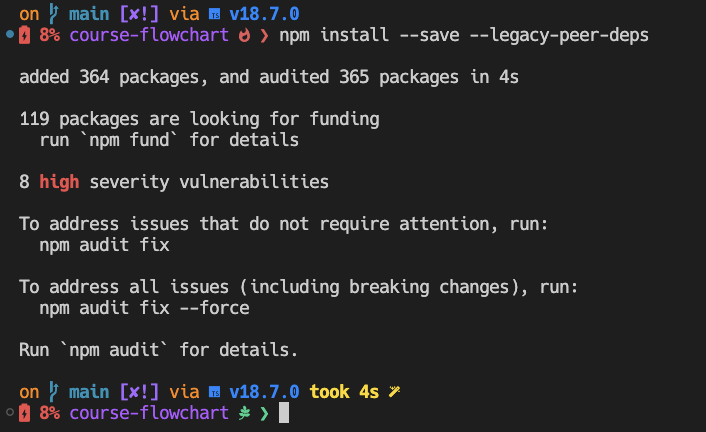 on main [✘!] via TS v18.7.0
8% course-flowchart ❯ npm install --save --legacy-peer-deps
added 364 packages, and audited 365 packages in 4s
119 packages are looking for funding
run `npm fund` for details
8 high severity vulnerabilities
To address issues that do not require attention, run:
npm audit fix
To address all issues (including breaking changes), run:
npm audit fix --force
Run `npm audit` for details.
on main [✘!] via TS v18.7.0 took 4s
8% course-flowchart ❯